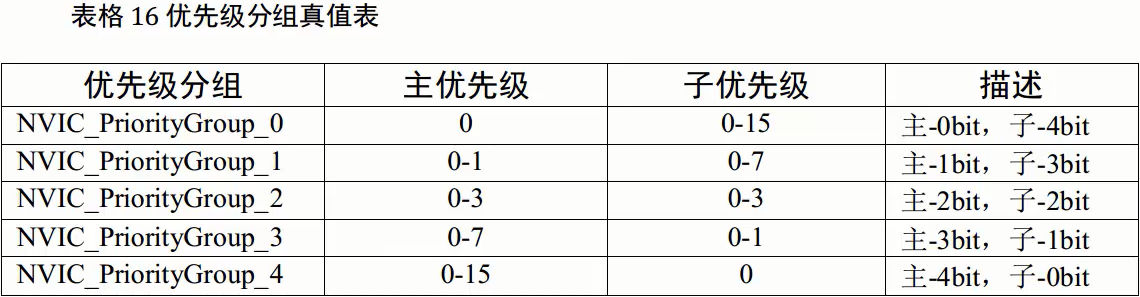 表格 16 优先级分组真值表
优先级分组 主优先级 子优先级 描述
NVIC_PriorityGroup_0 0 0-15 主-0bit，子-4bit
NVIC_PriorityGroup_1 0-1 0-7 主-1bit，子-3bit
NVIC_PriorityGroup_2 0-3 0-3 主-2bit，子-2bit
NVIC_PriorityGroup_3 0-7 0-1 主-3bit，子-1bit
NVIC_PriorityGroup_4 0-15 0 主-4bit，子-0bit